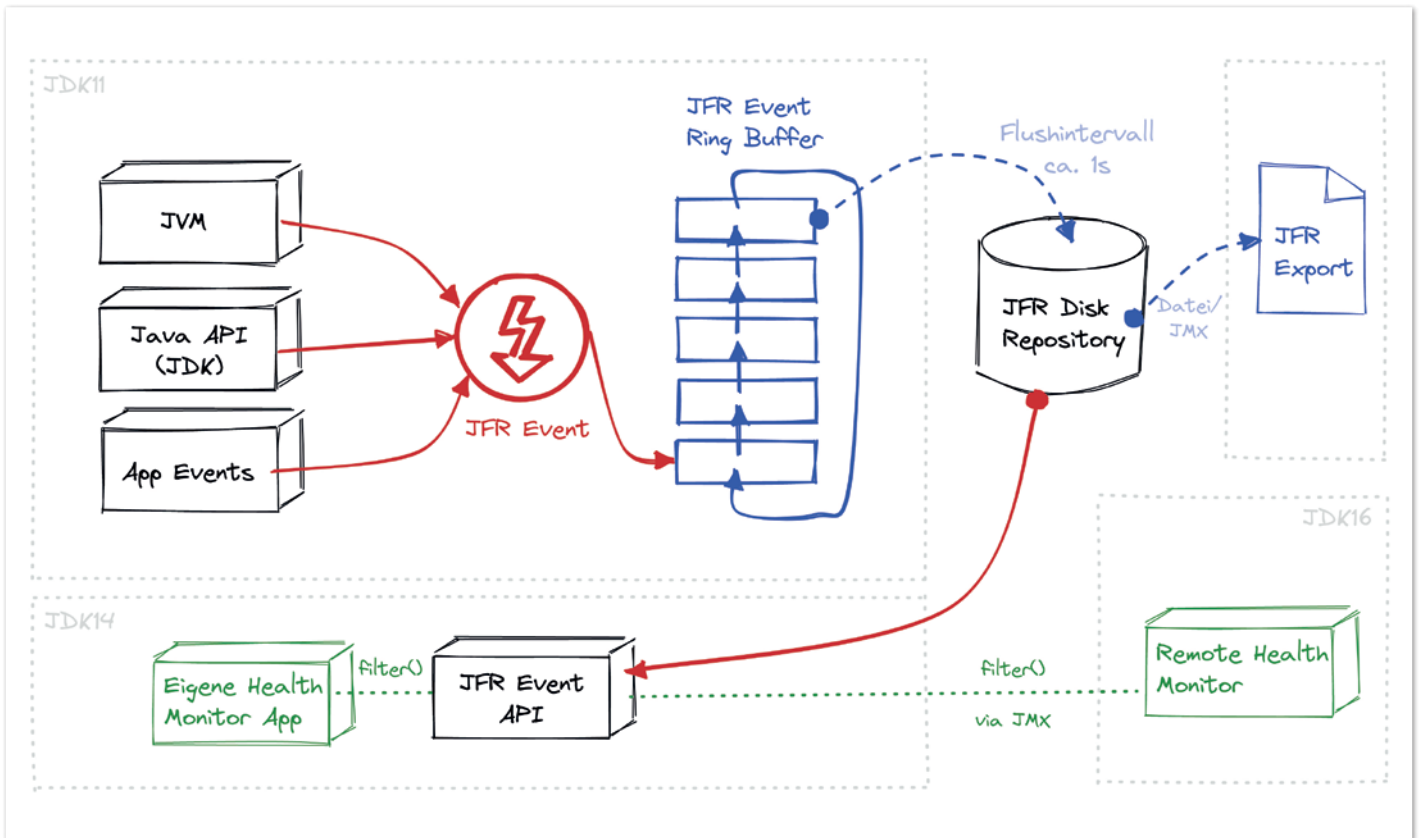 JDK11
JFR Event
Ring Buffer
Flushintervall
ca. 1s
JVM
Java API
(JDK)
App Events
JFR Event
JFR Disk
Repository
Datei/
JMX
JFR
Export
JDK14
Eigene Health
Monitor App
filter()
JFR Event
API
filter()
via JMX
JDK16
Remote Health
Monitor